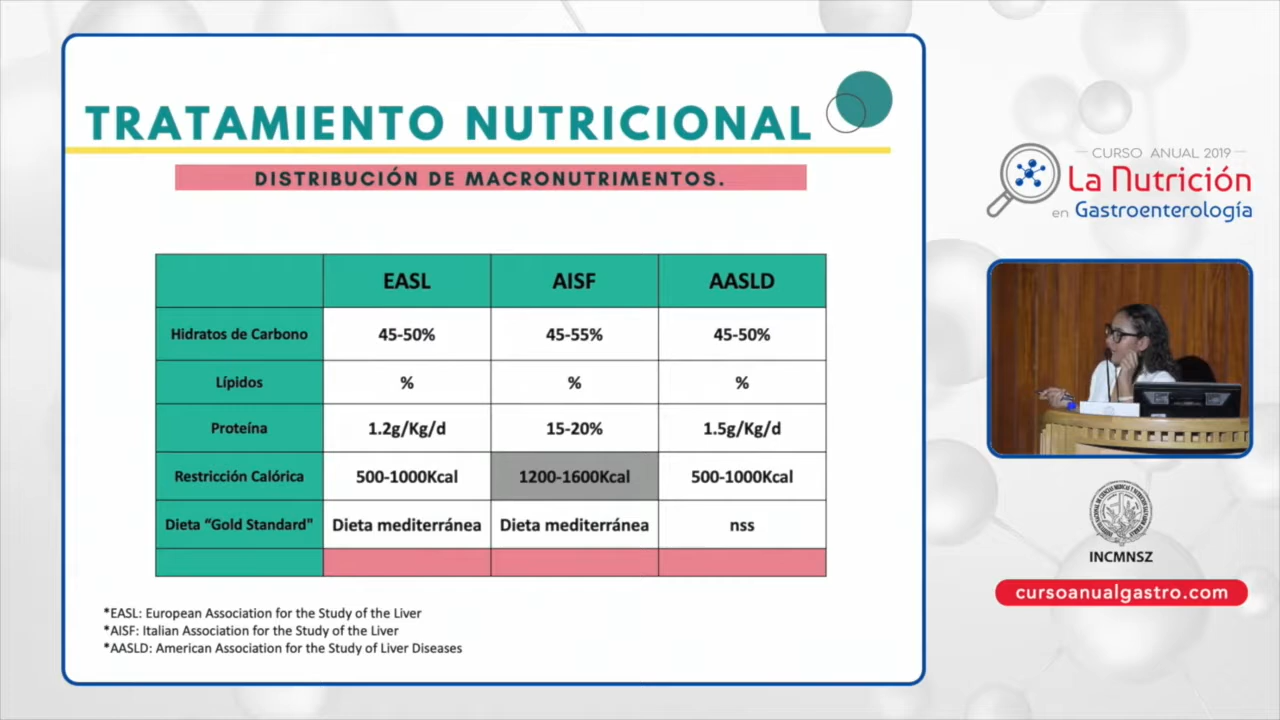 TRATAMIENTO NUTRICIONAL
DISTRIBUCIÓN DE MACRONUTRIMENTOS.
EASL AISF AASLD
Hidratos de Carbono 45-50% 45-55% 45-50%
Lípidos % % %
Proteína 1.2g/Kg/d 15-20% 1.5g/Kg/d
Restricción Calórica 500-1000Kcal 1200-1600Kcal 500-1000Kcal
Dieta “Gold Standard" Dieta mediterránea Dieta mediterránea nss
*EASL: European Association for the Study of the Liver
*AISF: Italian Association for the Study of the Liver
*AASLD: American Association for the Study of Liver Diseases
CURSO ANUAL 2019
La Nutrición
en Gastroenterología
INCMNSZ
cursoanualgastro.com